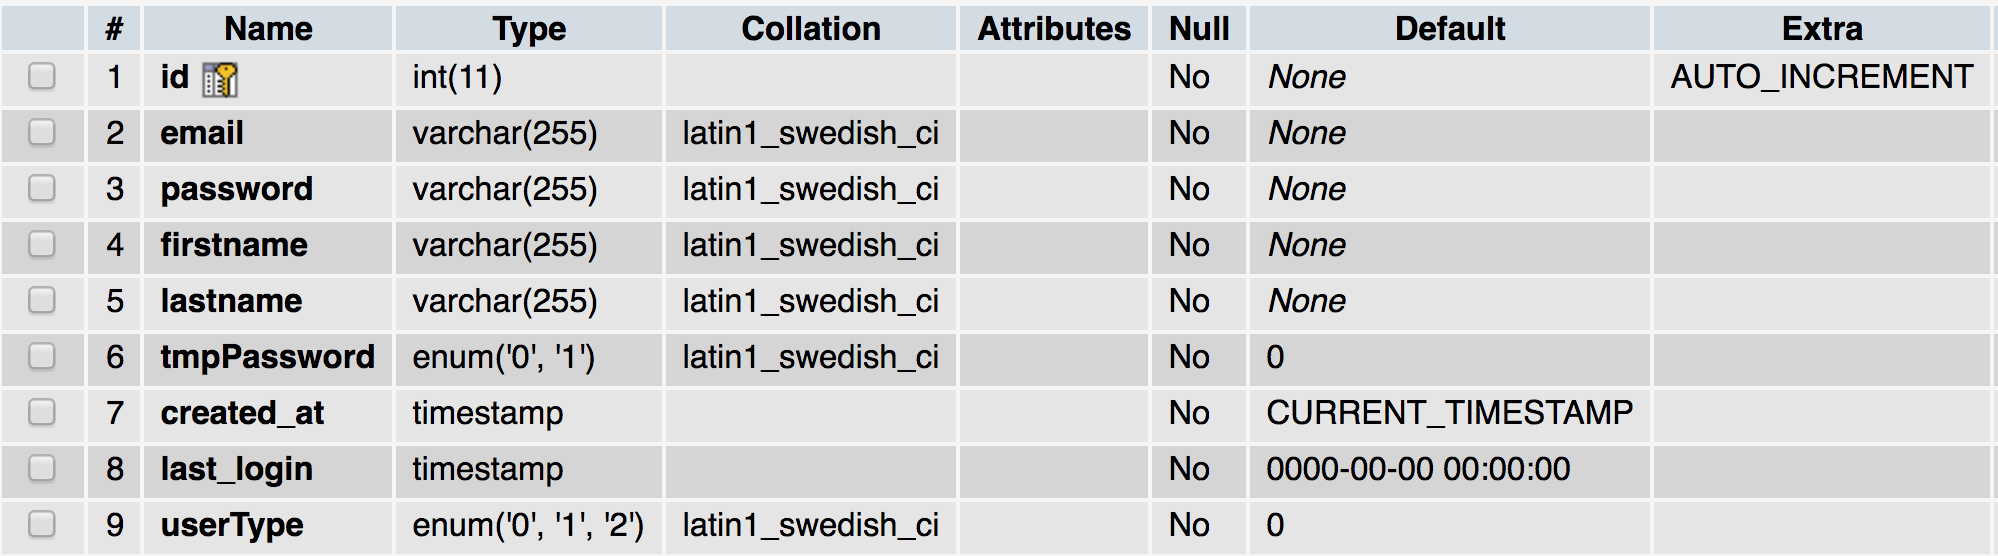 # Name Type Collation Attributes Null Default Extra
1 id int(11) No None AUTO_INCREMENT
2 email varchar(255) latin1_swedish_ci No None
3 password varchar(255) latin1_swedish_ci No None
4 firstname varchar(255) latin1_swedish_ci No None
5 lastname varchar(255) latin1_swedish_ci No None
6 tmpPassword enum('0', '1') latin1_swedish_ci No 0
7 created_at timestamp No CURRENT_TIMESTAMP
8 last_login timestamp No 0000-00-00 00:00:00
9 userType enum('0', '1', '2') latin1_swedish_ci No 0